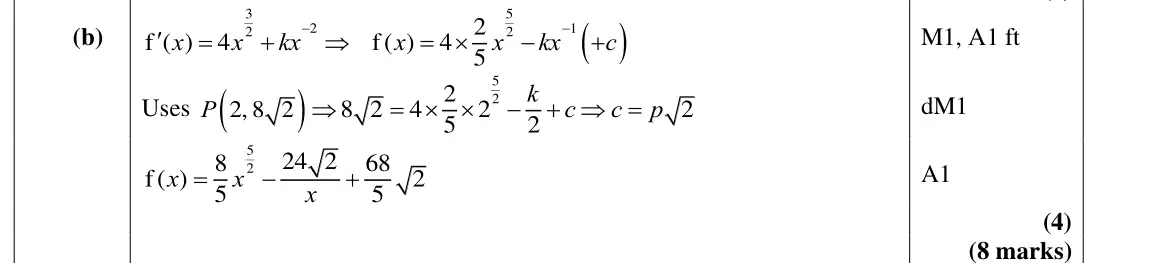 (b) f′(x) = 4x^{3/2} + kx^{−2} ⇒ f(x) = 4 × 2/5 x^{5/2} − kx^{−1} (+c) M1, A1 ft
Uses P(2, 8√2) ⇒ 8√2 = 4 × 2/5 × 2^{5/2} − k/2 + c ⇒ c = p√2 dM1
f(x) = 8/5 x^{5/2} − 24√2/x + 68/5 √2 A1
(4)
(8 marks)